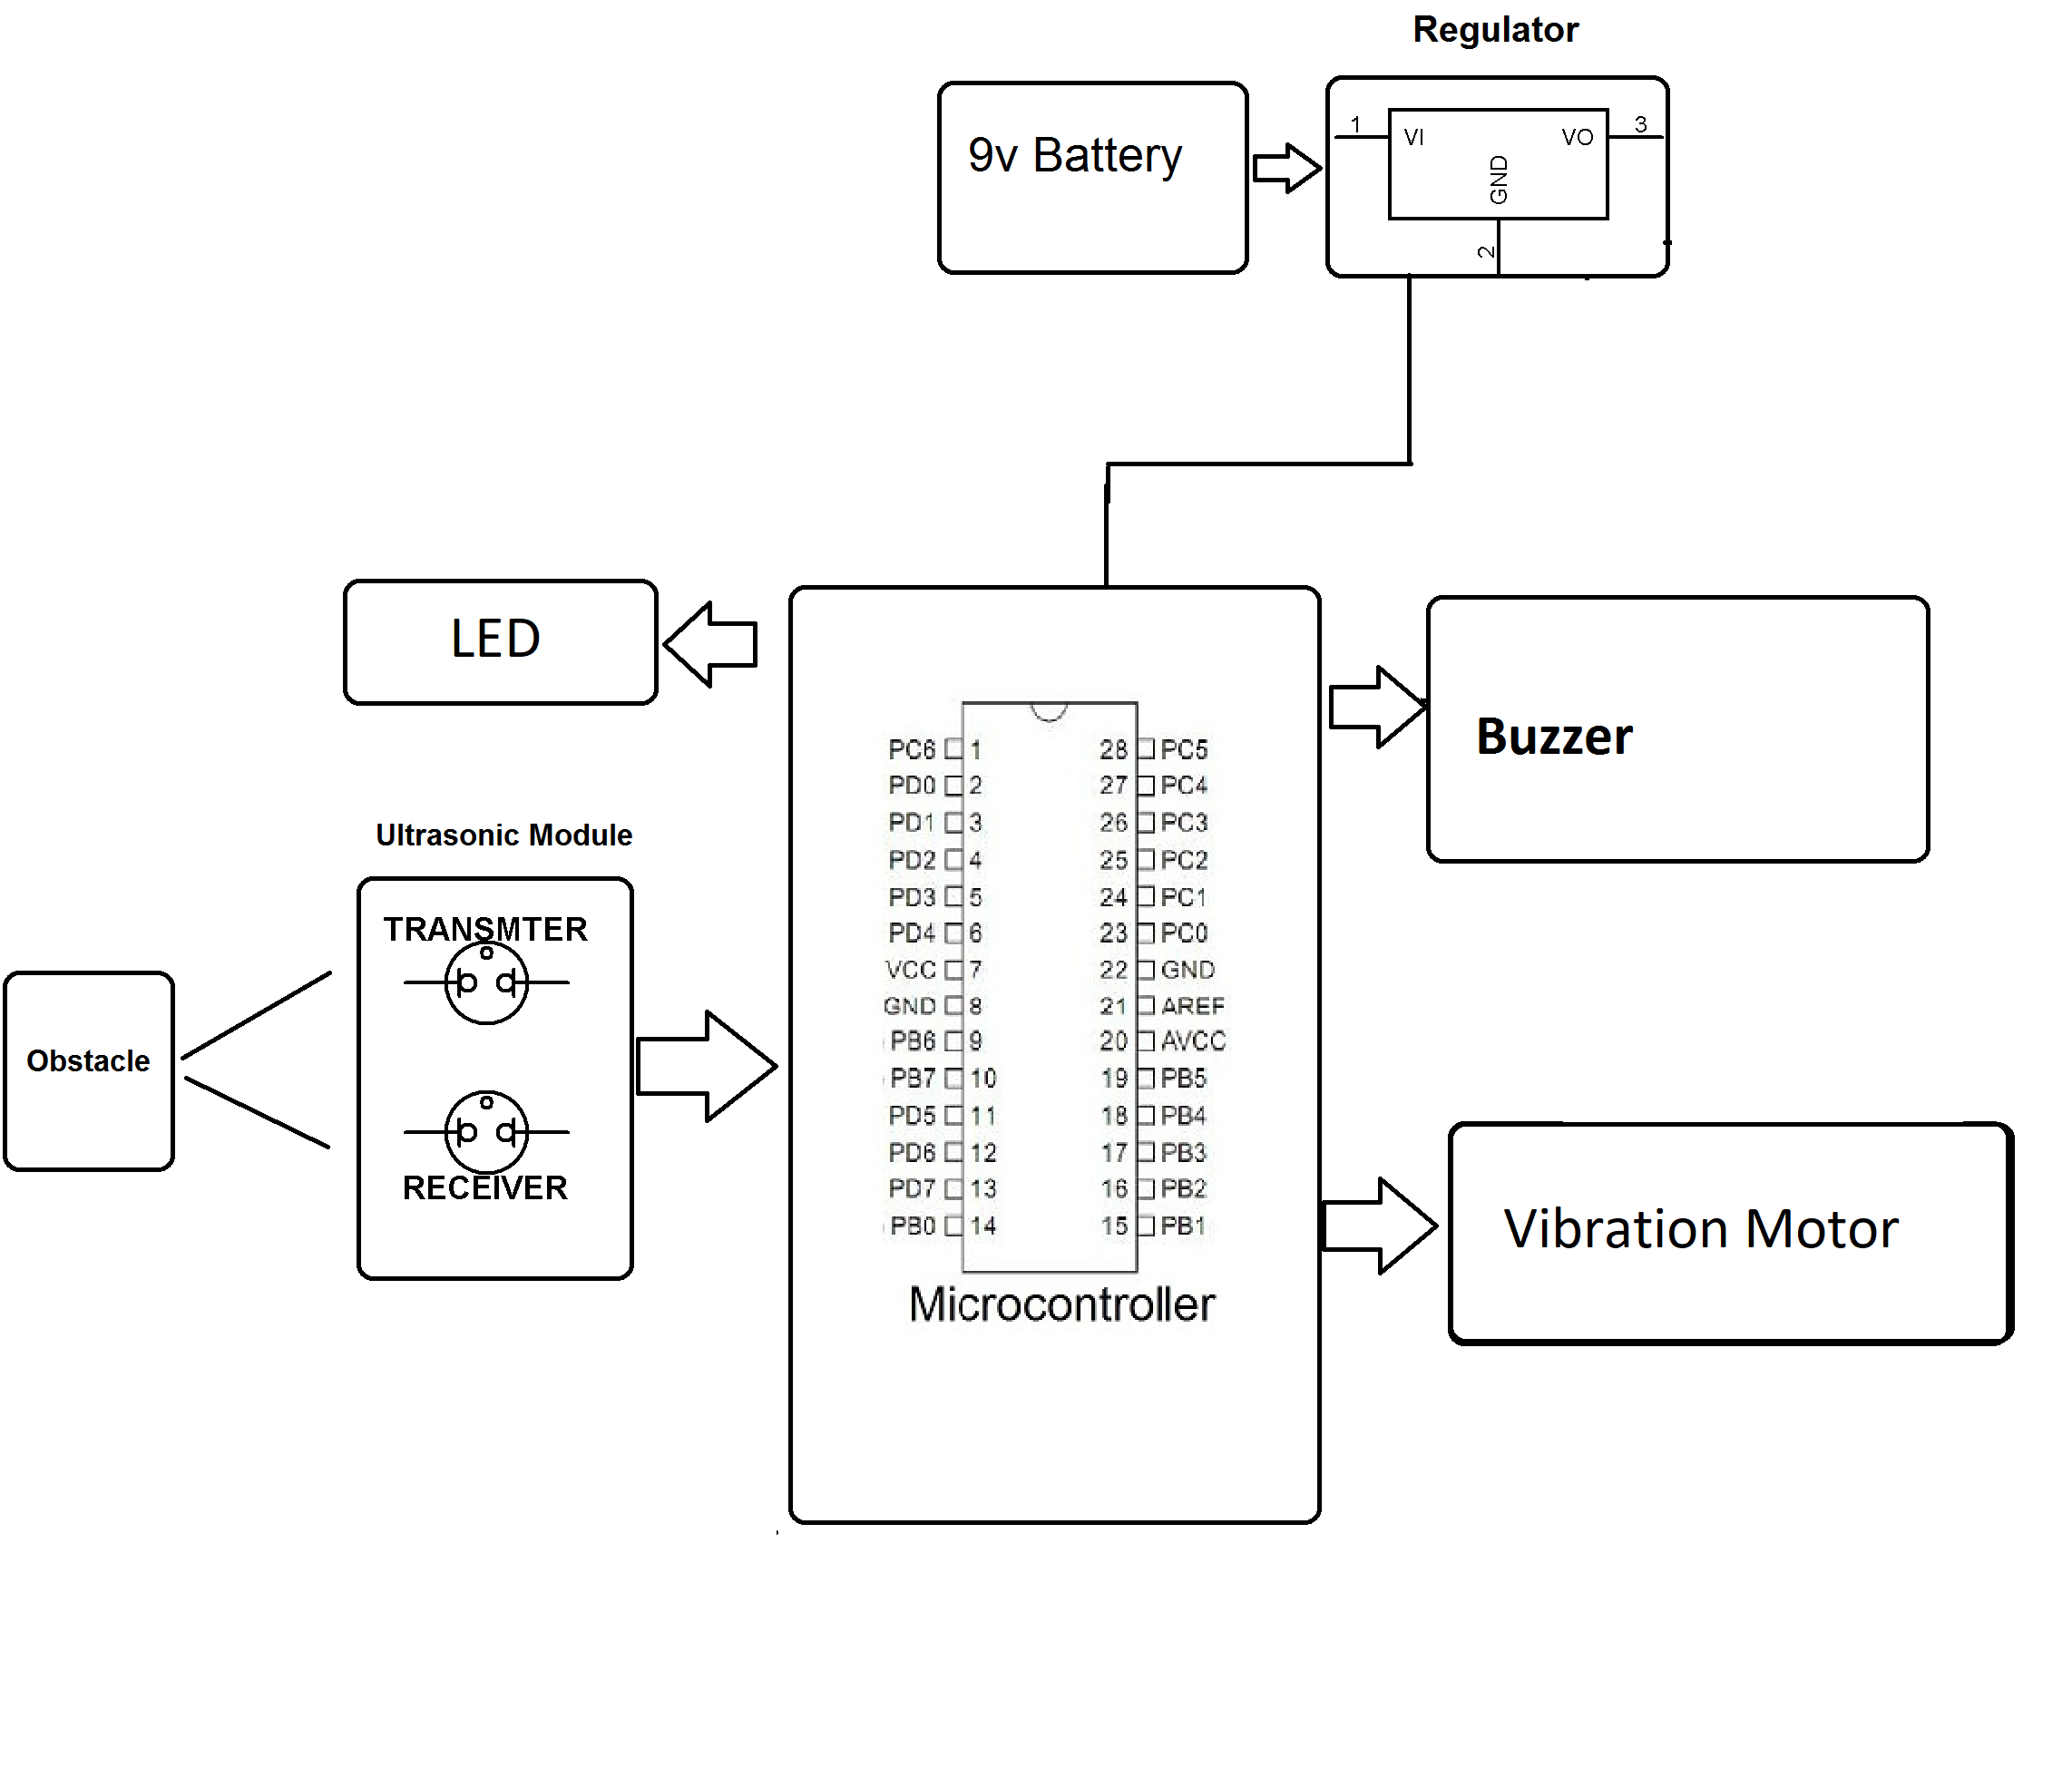 Regulator
9v Battery
1 VI VO 3
GND
2
LED
Buzzer
Ultrasonic Module
TRANSMTER
RECEIVER
Obstacle
PC6 1 28 PC5
PD0 2 27 PC4
PD1 3 26 PC3
PD2 4 25 PC2
PD3 5 24 PC1
PD4 6 23 PC0
VCC 7 22 GND
GND 8 21 AREF
PB6 9 20 AVCC
PB7 10 19 PB5
PD5 11 18 PB4
PD6 12 17 PB3
PD7 13 16 PB2
PB0 14 15 PB1
Microcontroller
Vibration Motor